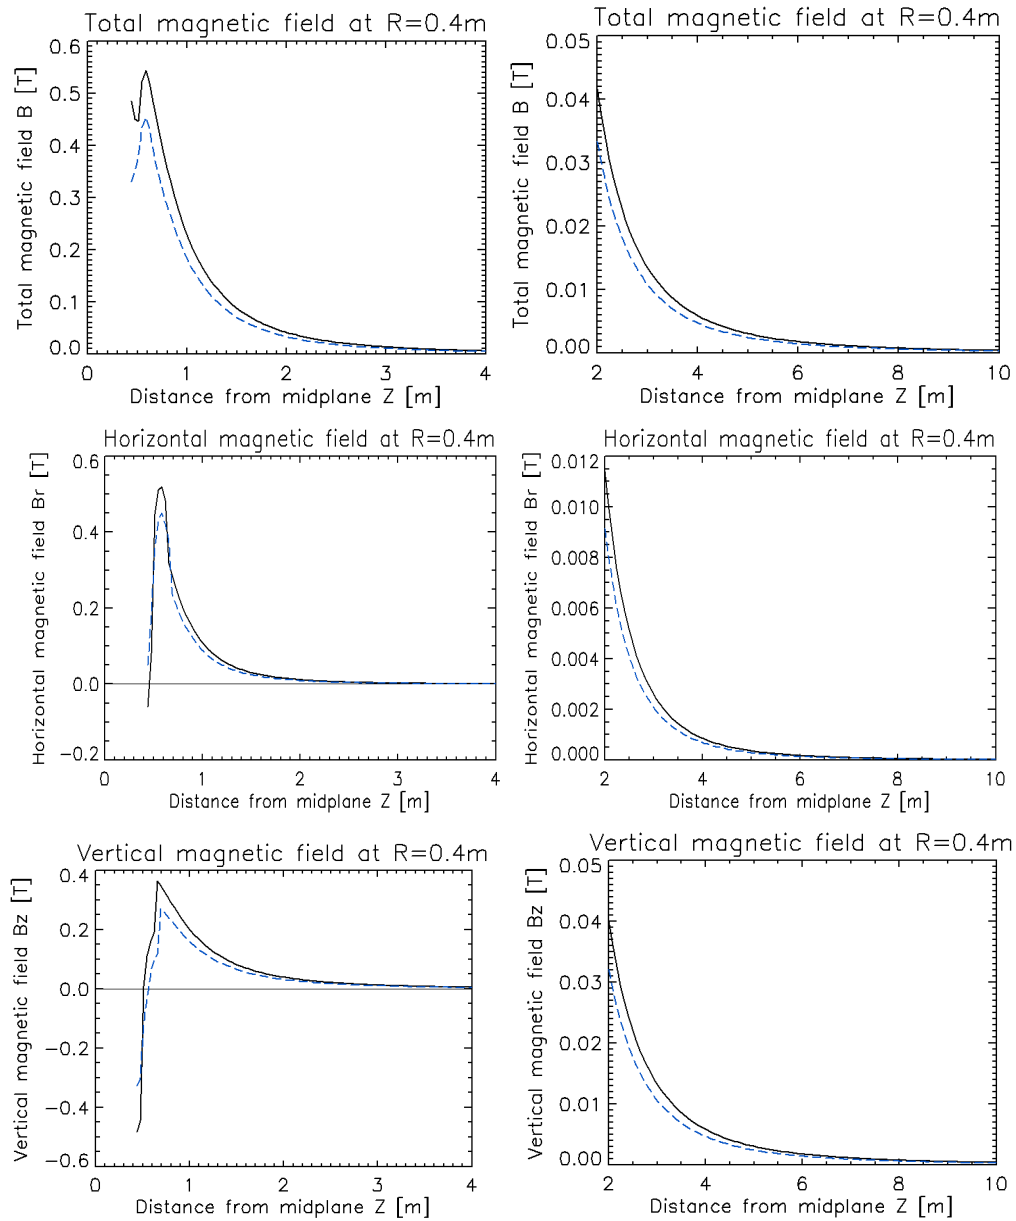 Total magnetic field at R=0.4m
Total magnetic field B [T]
0.6
0.5
0.4
0.3
0.2
0.1
0.0
0 1 2 3 4
Distance from midplane Z [m]
Total magnetic field at R=0.4m
Total magnetic field B [T]
0.05
0.04
0.03
0.02
0.01
0.00
2 4 6 8 10
Distance from midplane Z [m]
Horizontal magnetic field at R=0.4m
Horizontal magnetic field Br [T]
0.6
0.4
0.2
0.0
−0.2
0 1 2 3 4
Distance from midplane Z [m]
Horizontal magnetic field at R=0.4m
Horizontal magnetic field Br [T]
0.012
0.010
0.008
0.006
0.004
0.002
0.000
2 4 6 8 10
Distance from midplane Z [m]
Vertical magnetic field at R=0.4m
Vertical magnetic field Bz [T]
0.4
0.2
0.0
−0.2
−0.4
−0.6
0 1 2 3 4
Distance from midplane Z [m]
Vertical magnetic field at R=0.4m
Vertical magnetic field Bz [T]
0.05
0.04
0.03
0.02
0.01
0.00
2 4 6 8 10
Distance from midplane Z [m]